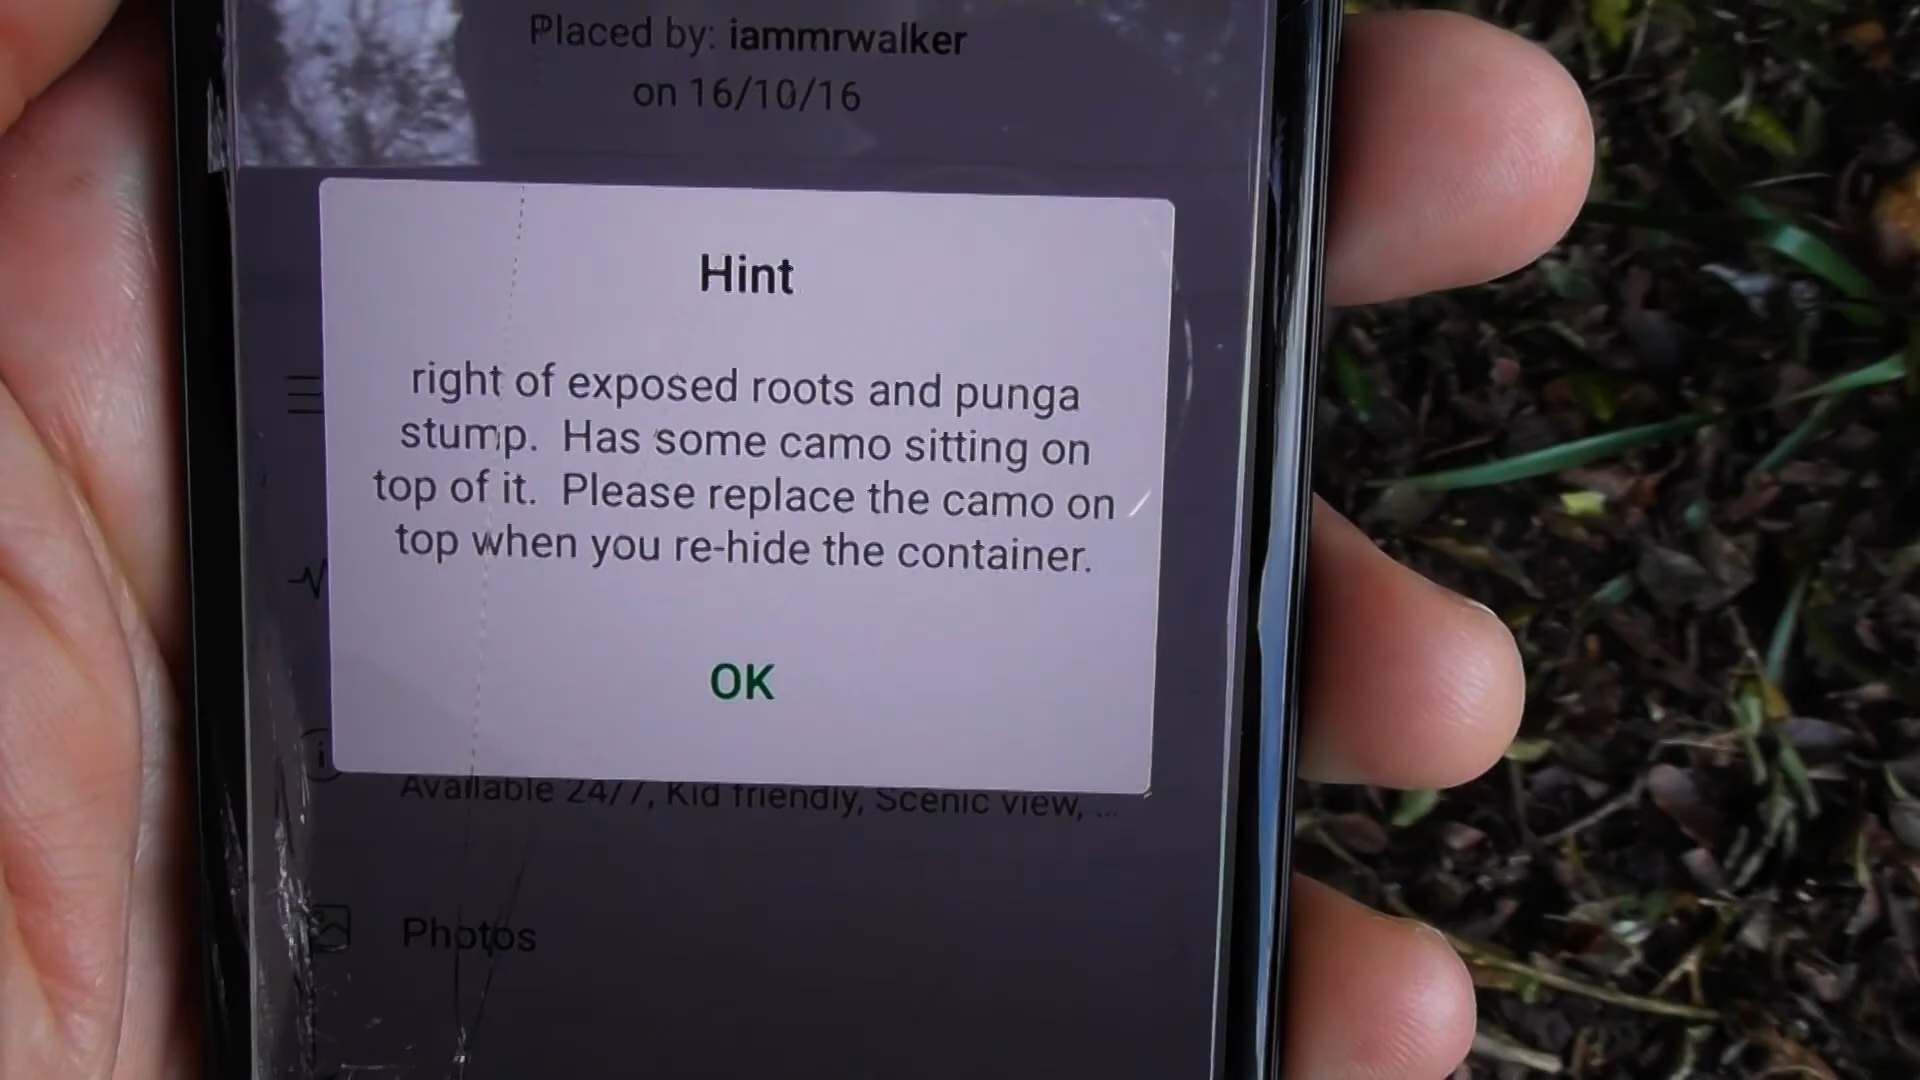 Placed by: iammrwalker
on 16/10/16
Hint
right of exposed roots and punga
stump. Has some camo sitting on
top of it. Please replace the camo on
top when you re-hide the container.
OK
Available 24/7, Kid friendly, Scenic view, ...
Photos